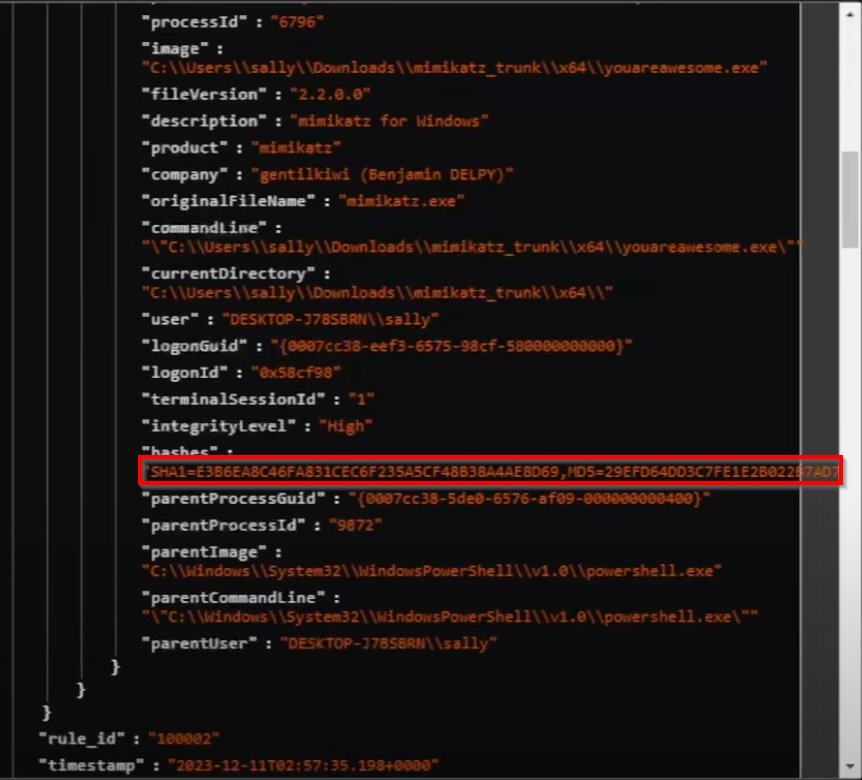 "processId" : "6796"
"image" :
"C:\\Users\\sally\\Downloads\\mimikatz_trunk\\x64\\youareawesome.exe"
"fileVersion" : "2.2.0.0"
"description" : "mimikatz for Windows"
"product" : "mimikatz"
"company" : "gentilkiwi (Benjamin DELPY)"
"originalFileName" : "mimikatz.exe"
"commandLine" :
"\"C:\\Users\\sally\\Downloads\\mimikatz_trunk\\x64\\youareawesome.exe\""
"currentDirectory" :
"C:\\Users\\sally\\Downloads\\mimikatz_trunk\\x64\\"
"user" : "DESKTOP-J78SBRN\\sally"
"logonGuid" : "{0007cc38-eef3-6575-98cf-580000000000}"
"logonId" : "0x58cf98"
"terminalSessionId" : "1"
"integrityLevel" : "High"
"hashes" :
"SHA1=E3B6EA8C46FA831CEC6F235A5CF48B38A4AE8D69,MD5=29EFD64DD3C7FE1E2B022B7AD7
"parentProcessGuid" : "{0007cc38-5de0-6576-af09-000000000400}"
"parentProcessId" : "9872"
"parentImage" :
"C:\\Windows\\System32\\WindowsPowerShell\\v1.0\\powershell.exe"
"parentCommandLine" :
"\"C:\\Windows\\System32\\WindowsPowerShell\\v1.0\\powershell.exe\""
"parentUser" : "DESKTOP-J78SBRN\\sally"
}
}
}
"rule_id" : "100002"
"timestamp" : "2023-12-11T02:57:35.198+0000"